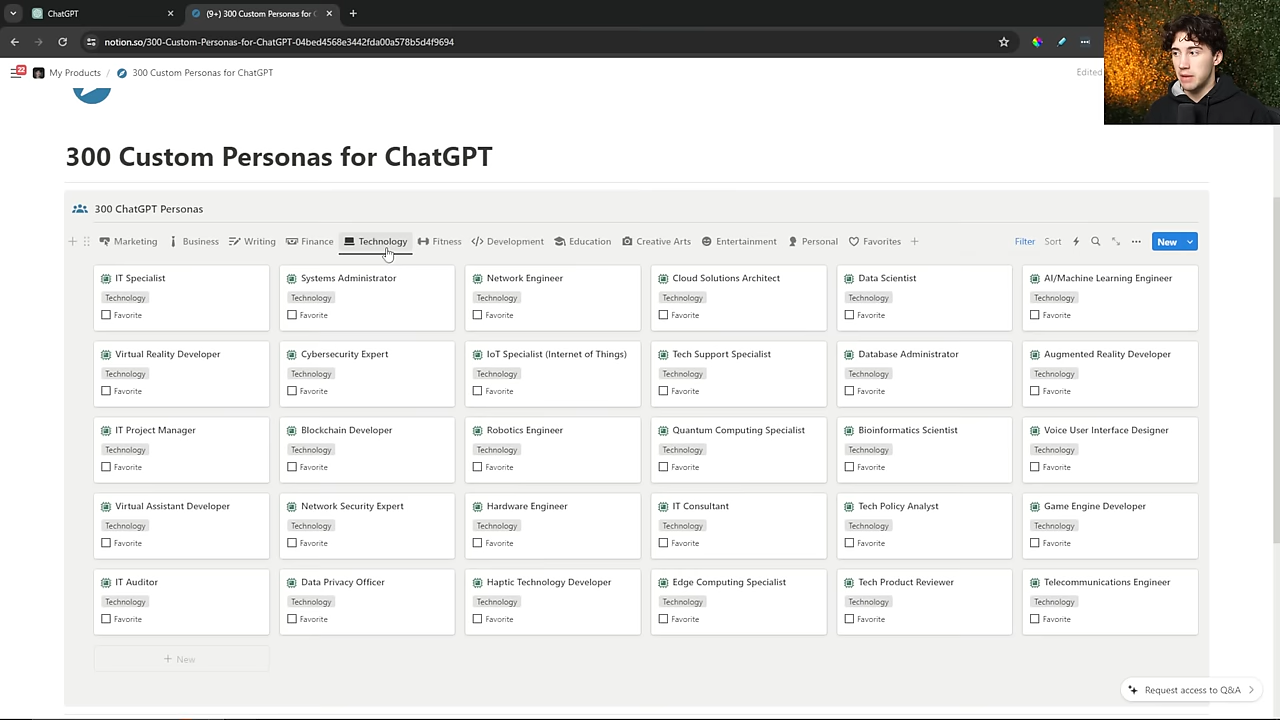 ChatGPT
(9+) 300 Custom Personas for C
notion.so/300-Custom-Personas-for-ChatGPT-04bed4568e3442fda00a578b5d4f9694
22
My Products / 300 Custom Personas for ChatGPT
Edited
300 Custom Personas for ChatGPT
300 ChatGPT Personas
Marketing Business Writing Finance Technology Fitness Development Education Creative Arts Entertainment Personal Favorites
Filter Sort New
IT Specialist Systems Administrator Network Engineer Cloud Solutions Architect Data Scientist AI/Machine Learning Engineer
Technology Technology Technology Technology Technology Technology
Favorite Favorite Favorite Favorite Favorite Favorite
Virtual Reality Developer Cybersecurity Expert IoT Specialist (Internet of Things) Tech Support Specialist Database Administrator Augmented Reality Developer
Technology Technology Technology Technology Technology Technology
Favorite Favorite Favorite Favorite Favorite Favorite
IT Project Manager Blockchain Developer Robotics Engineer Quantum Computing Specialist Bioinformatics Scientist Voice User Interface Designer
Technology Technology Technology Technology Technology Technology
Favorite Favorite Favorite Favorite Favorite Favorite
Virtual Assistant Developer Network Security Expert Hardware Engineer IT Consultant Tech Policy Analyst Game Engine Developer
Technology Technology Technology Technology Technology Technology
Favorite Favorite Favorite Favorite Favorite Favorite
IT Auditor Data Privacy Officer Haptic Technology Developer Edge Computing Specialist Tech Product Reviewer Telecommunications Engineer
Technology Technology Technology Technology Technology Technology
Favorite Favorite Favorite Favorite Favorite Favorite
+ New
Request access to Q&A